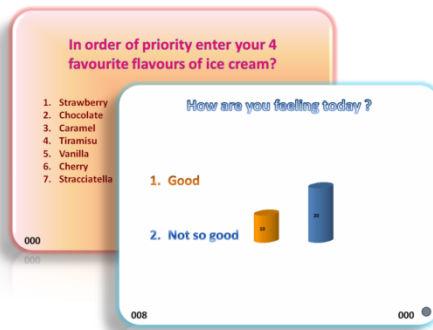 In order of priority enter your 4
favourite flavours of ice cream?
1. Strawberry
2. Chocolate
3. Caramel
4. Tiramisu
5. Vanilla
6. Cherry
7. Stracciatella
000
How are you feeling today ?
1. Good
2. Not so good
008
000